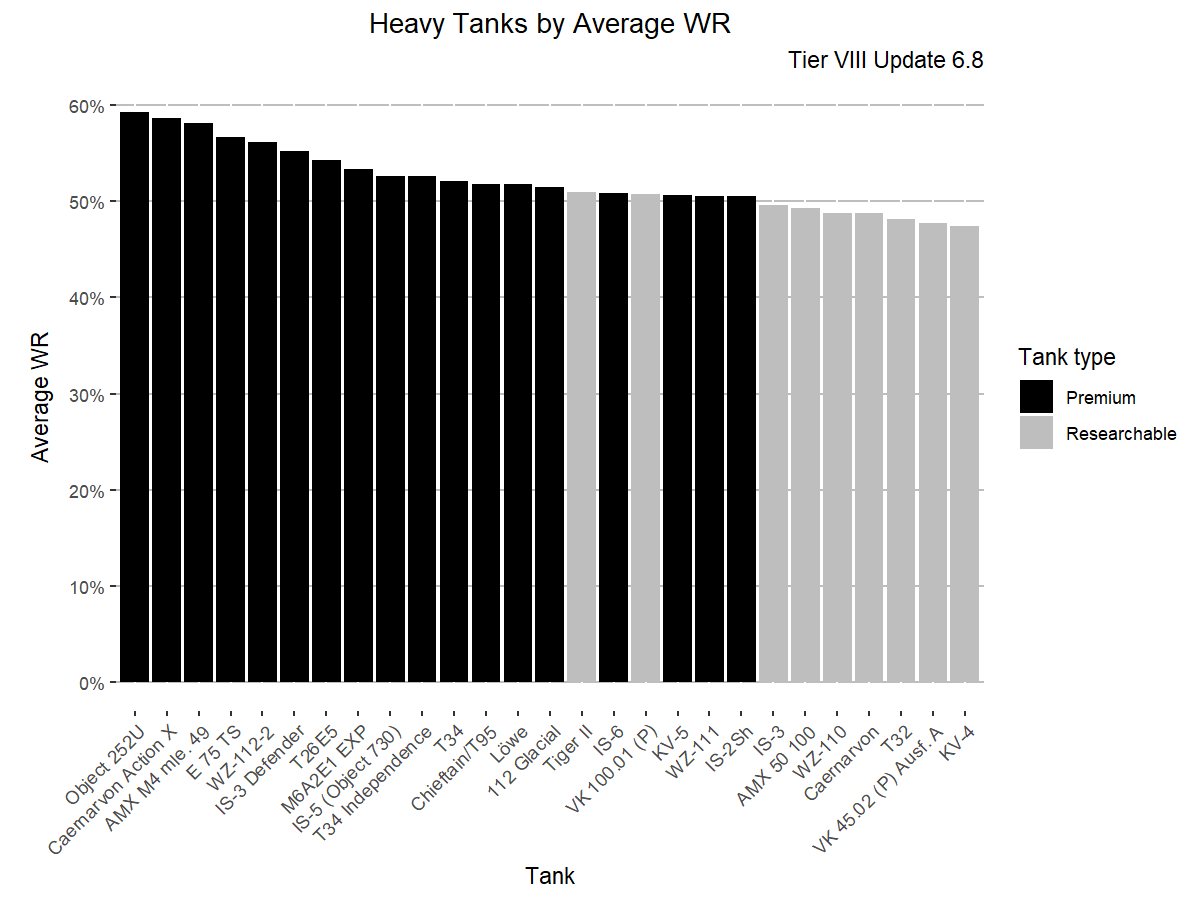 Heavy Tanks by Average WR
Tier VIII Update 6.8
60%
50%
40%
30%
20%
10%
0%
Average WR
Object 252U
Caernarvon Action X
AMX M4 mle. 49
E 75 TS
WZ-112-2
IS-3 Defender
T26E5
M6A2E1 EXP
IS-5 (Object 730)
T34 Independence
T34
Chieftain/T95
Löwe
112 Glacial
Tiger II
IS-6
VK 100.01 (P)
KV-5
WZ-111
IS-2Sh
IS-3
AMX 50 100
WZ-110
Caernarvon
T32
VK 45.02 (P) Ausf. A
KV-4
Tank
Tank type
Premium
Researchable